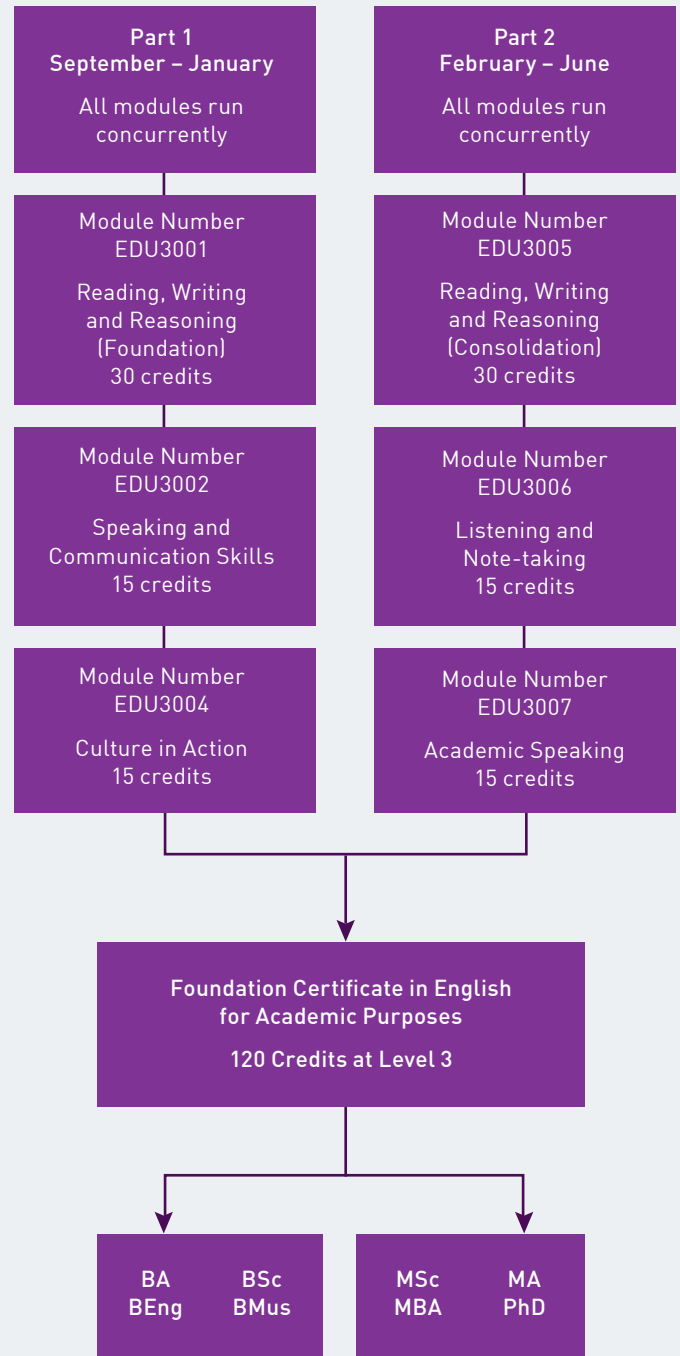 Part 1
September – January
All modules run
concurrently
Module Number
EDU3001
Reading, Writing
and Reasoning
(Foundation)
30 credits
Module Number
EDU3002
Speaking and
Communication Skills
15 credits
Module Number
EDU3004
Culture in Action
15 credits
Part 2
February – June
All modules run
concurrently
Module Number
EDU3005
Reading, Writing
and Reasoning
(Consolidation)
30 credits
Module Number
EDU3006
Listening and
Note-taking
15 credits
Module Number
EDU3007
Academic Speaking
15 credits
Foundation Certificate in English
for Academic Purposes
120 Credits at Level 3
BA BSc
BEng BMus
MSc MA
MBA PhD